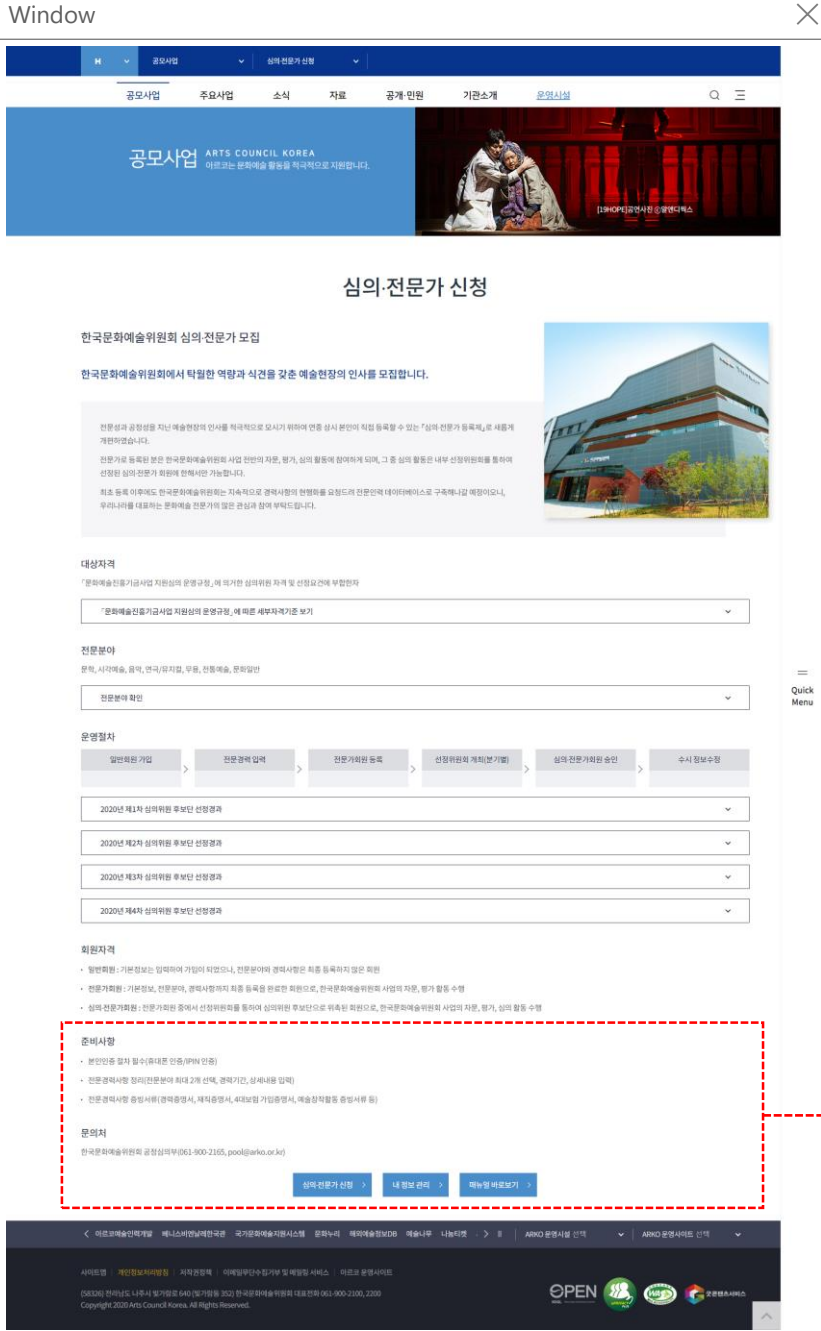 Window
H 공모사업 심의·전문가 신청
공모사업 주요사업 소식 자료 공개·민원 기관소개 운영시설
공모사업 ARTS COUNCIL KOREA
아르코는 문화예술 활동을 적극적으로 지원합니다.
[19HOPE]공연사진 ⓒ알앤디웍스
심의·전문가 신청
한국문화예술위원회 심의·전문가 모집
한국문화예술위원회에서 탁월한 역량과 식견을 갖춘 예술현장의 인사를 모집합니다.
전문성과 공정성을 지닌 예술현장의 인사를 적극적으로 모시기 위하여 연중 상시 본인이 직접 등록할 수 있는 『심의·전문가 등록제』로 새롭게
개편하였습니다.
전문가로 등록된 분은 한국문화예술위원회 사업 전반의 자문, 평가, 심의 활동에 참여하게 되며, 그 중 심의 활동은 내부 선정위원회를 통하여
선정된 심의·전문가 회원에 한해서만 가능합니다.
최초 등록 이후에도 한국문화예술위원회는 지속적으로 경력사항의 현행화를 요청드려 전문인력 데이터베이스로 구축해나갈 예정이오니,
우리나라를 대표하는 문화예술 전문가의 많은 관심과 참여 부탁드립니다.
대상자격
「문화예술진흥기금사업 지원심의 운영규정」에 의거한 심의위원 자격 및 선정요건에 부합한자
「문화예술진흥기금사업 지원심의 운영규정」에 따른 세부자격기준 보기
전문분야
문학, 시각예술, 음악, 연극/뮤지컬, 무용, 전통예술, 문화일반
전문분야 확인
Quick
Menu
운영절차
일반회원 가입 > 전문경력 입력 > 전문가회원 등록 > 선정위원회 개최(분기별) > 심의·전문가회원 승인 > 수시 정보수정
2020년 제1차 심의위원 후보단 선정경과
2020년 제2차 심의위원 후보단 선정경과
2020년 제3차 심의위원 후보단 선정경과
2020년 제4차 심의위원 후보단 선정경과
회원자격
· 일반회원 : 기본정보는 입력하여 가입이 되었으나, 전문분야와 경력사항은 최종 등록하지 않은 회원
· 전문가회원 : 기본정보, 전문분야, 경력사항까지 최종 등록을 완료한 회원으로, 한국문화예술위원회 사업의 자문, 평가 활동 수행
· 심의·전문가회원 : 전문가회원 중에서 선정위원회를 통하여 심의위원 후보단으로 위촉된 회원으로, 한국문화예술위원회 사업의 자문, 평가, 심의 활동 수행
준비사항
· 본인인증 절차 필수(휴대폰 인증/IPIN 인증)
· 전문경력사항 정리(전문분야 최대 2개 선택, 경력기간, 상세내용 입력)
· 전문경력사항 증빙서류(경력증명서, 재직증명서, 4대보험 가입증명서, 예술창작활동 증빙서류 등)
문의처
한국문화예술위원회 공정심의부(061-900-2165, pool@arko.or.kr)
심의·전문가 신청 > 내 정보 관리 > 매뉴얼 바로보기 >
아르코예술인력개발 베니스비엔날레한국관 국가문화예술지원시스템 문화누리 해외예술정보DB 예술나무 나눔티켓 ARKO 운영시설 선택 ARKO 운영사이트 선택
사이트맵 개인정보처리방침 저작권정책 이메일무단수집거부 및 메일링 서비스 아르코 운영사이트
(58326) 전라남도 나주시 빛가람로 640 (빛가람동 352) 한국문화예술위원회 대표전화 061-900-2100, 2200
Copyright 2020 Arts Council Korea. All Rights Reserved.
OPEN WA 굿콘텐츠서비스